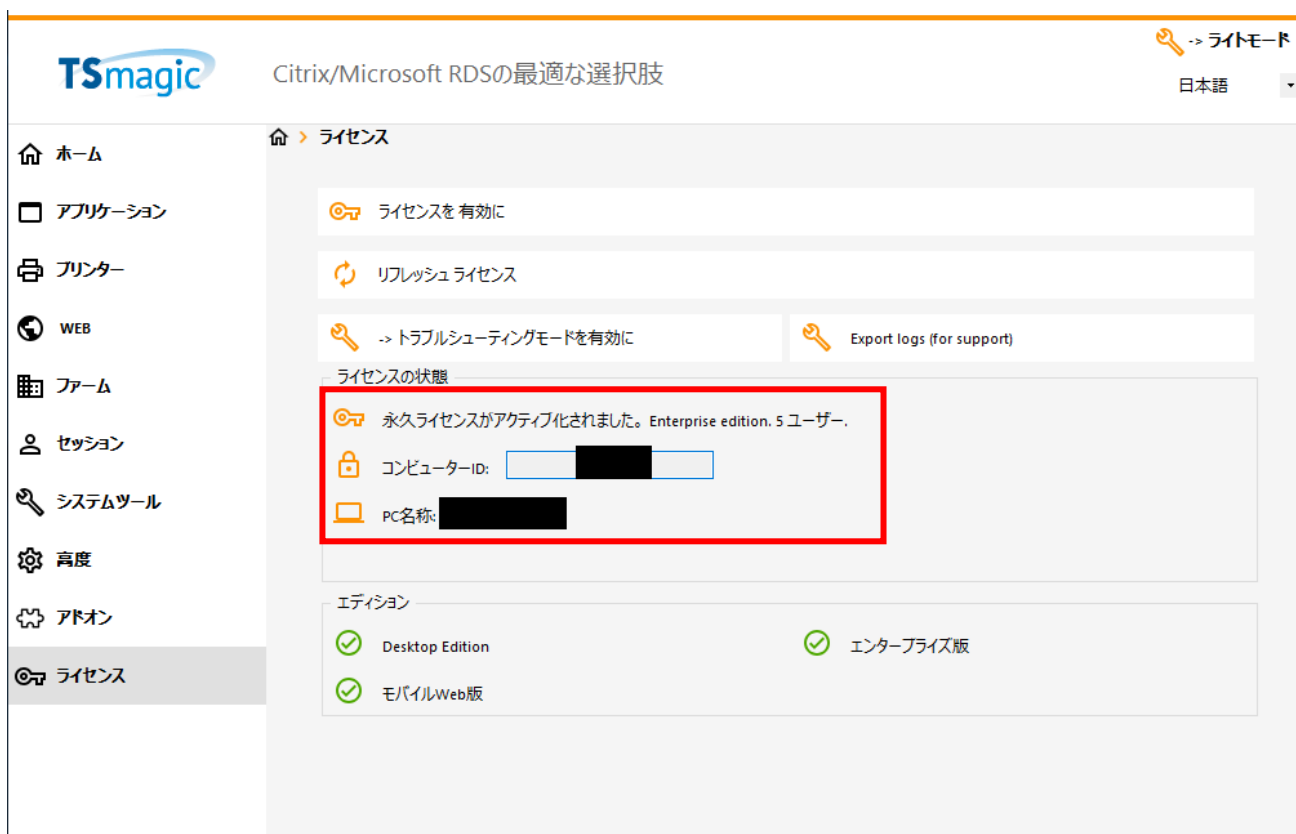 -> ライトモード
TSmagic
Citrix/Microsoft RDSの最適な選択肢
日本語
ホーム
アプリケーション
プリンター
WEB
ファーム
セッション
システムツール
高度
アドオン
ライセンス
ライセンス
ライセンスを 有効に
リフレッシュ ライセンス
-> トラブルシューティングモードを有効に
Export logs (for support)
ライセンスの状態
永久ライセンスがアクティブ化されました。Enterprise edition. 5 ユーザー.
コンピューターID:
PC名称:
エディション
Desktop Edition
エンタープライズ版
モバイルWeb版